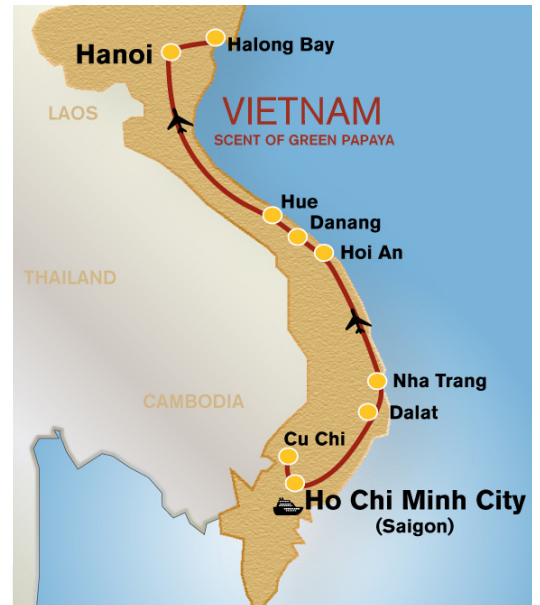 Hanoi
Halong Bay
LAOS
VIETNAM
SCENT OF GREEN PAPAYA
Hue
Danang
Hoi An
THAILAND
Nha Trang
CAMBODIA
Dalat
Cu Chi
Ho Chi Minh City
(Saigon)